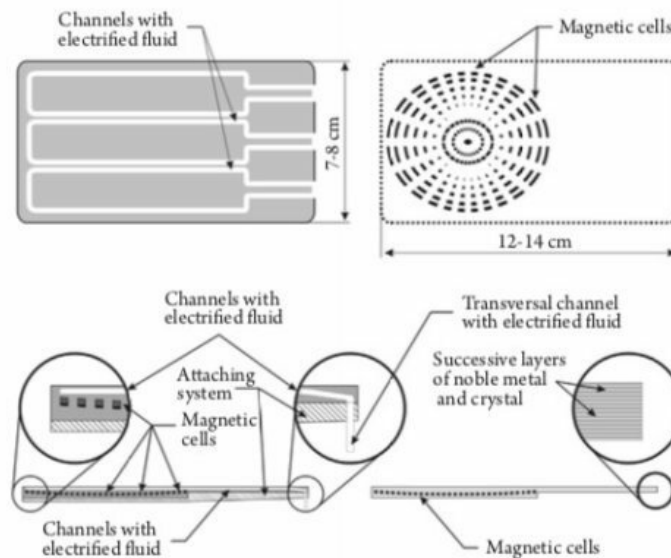 Channels with
electrified fluid
Magnetic cells
7-8 cm
12-14 cm
Channels with
electrified fluid
Transversal channel
with electrified fluid
Attaching
system
Successive layers
of noble metal
and crystal
Magnetic
cells
Channels with
electrified fluid
Magnetic cells